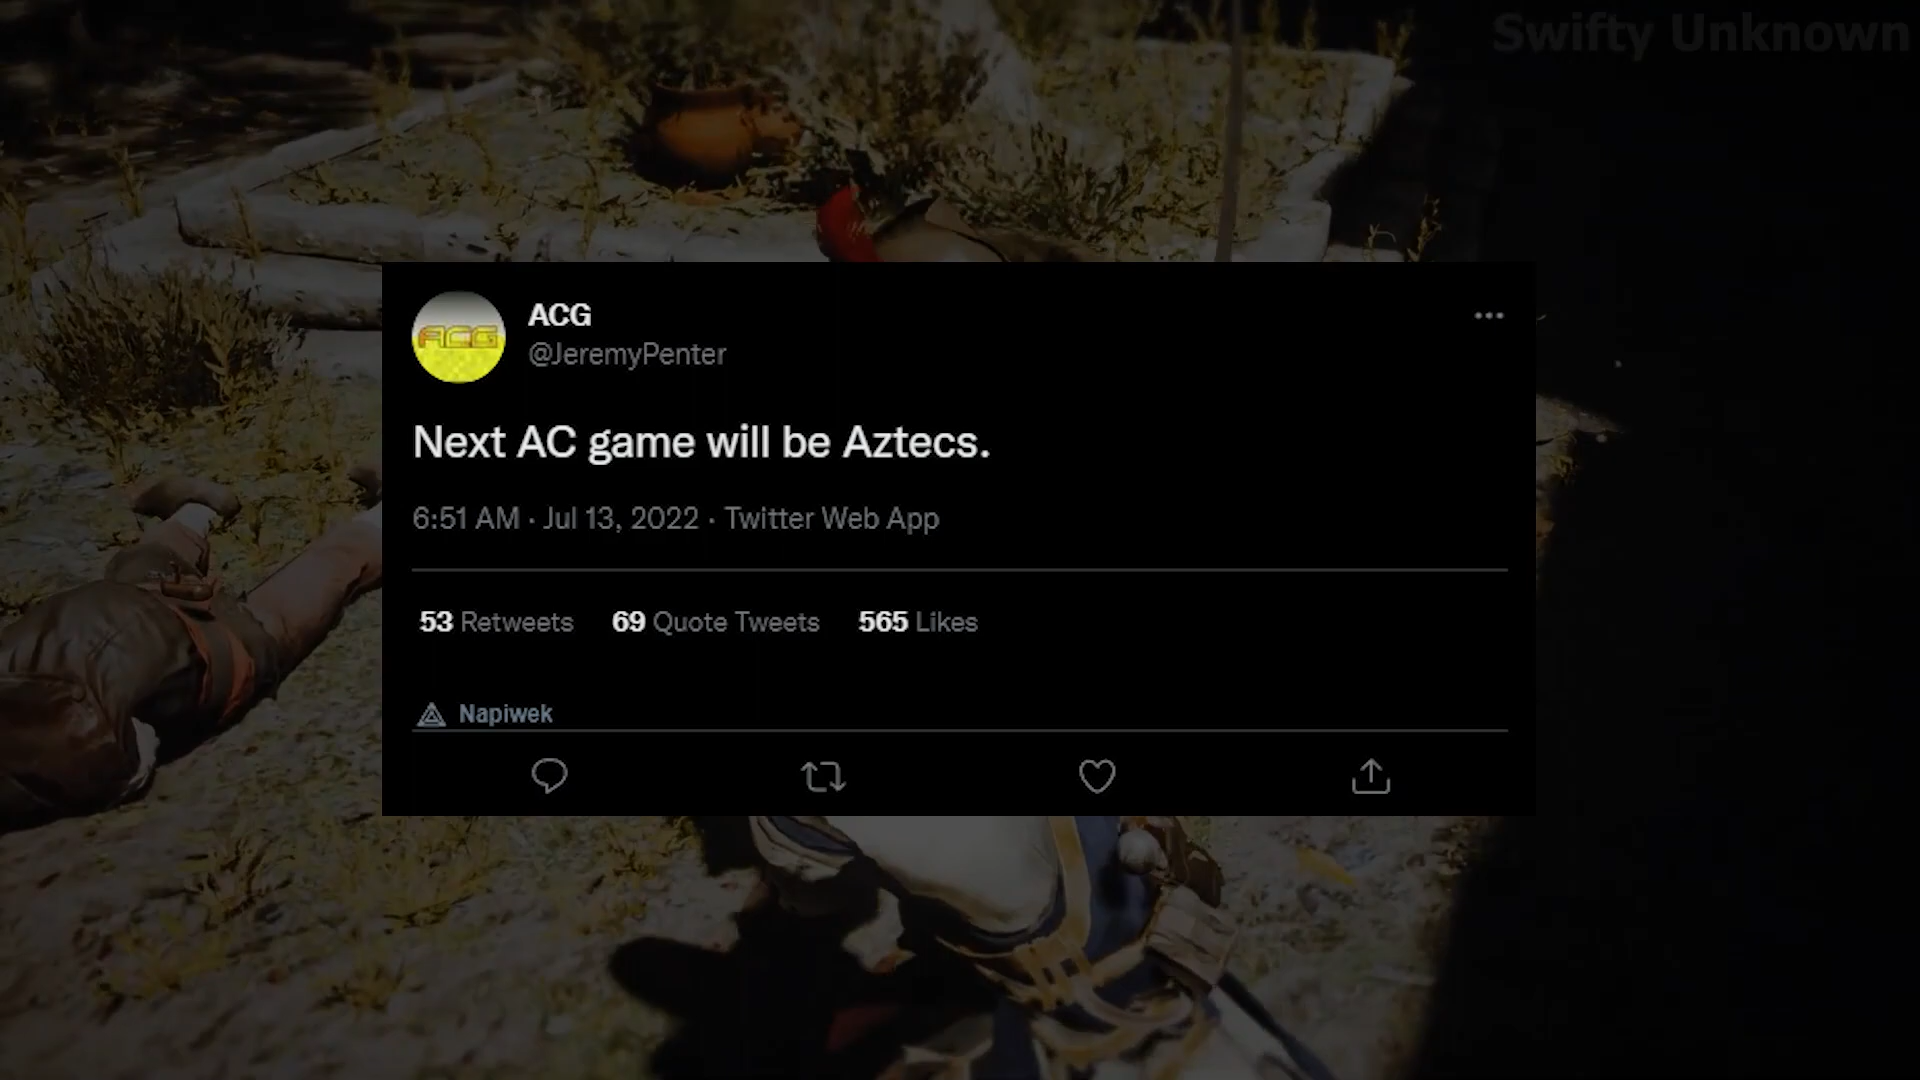 Swifty Unknown
ACG
ACG
@JeremyPenter
Next AC game will be Aztecs.
6:51 AM · Jul 13, 2022 · Twitter Web App
53 Retweets 69 Quote Tweets 565 Likes
Napiwek